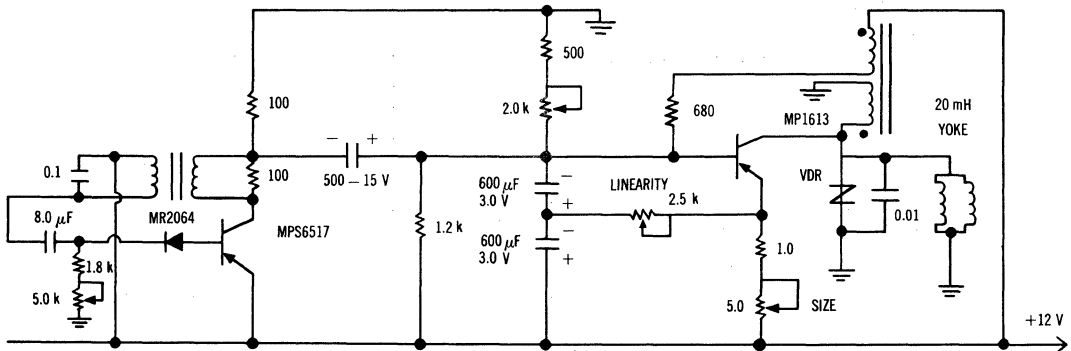 500
2.0 k
680
MP1613
20 mH
YOKE
100
0.1
100
− +
500 – 15 V
VDR
0.01
8.0 μF
MR2064
MPS6517
1.2 k
600 μF
3.0 V
−
+
LINEARITY
2.5 k
600 μF
3.0 V
−
+
1.8 k
5.0 k
1.0
5.0
SIZE
+12 V